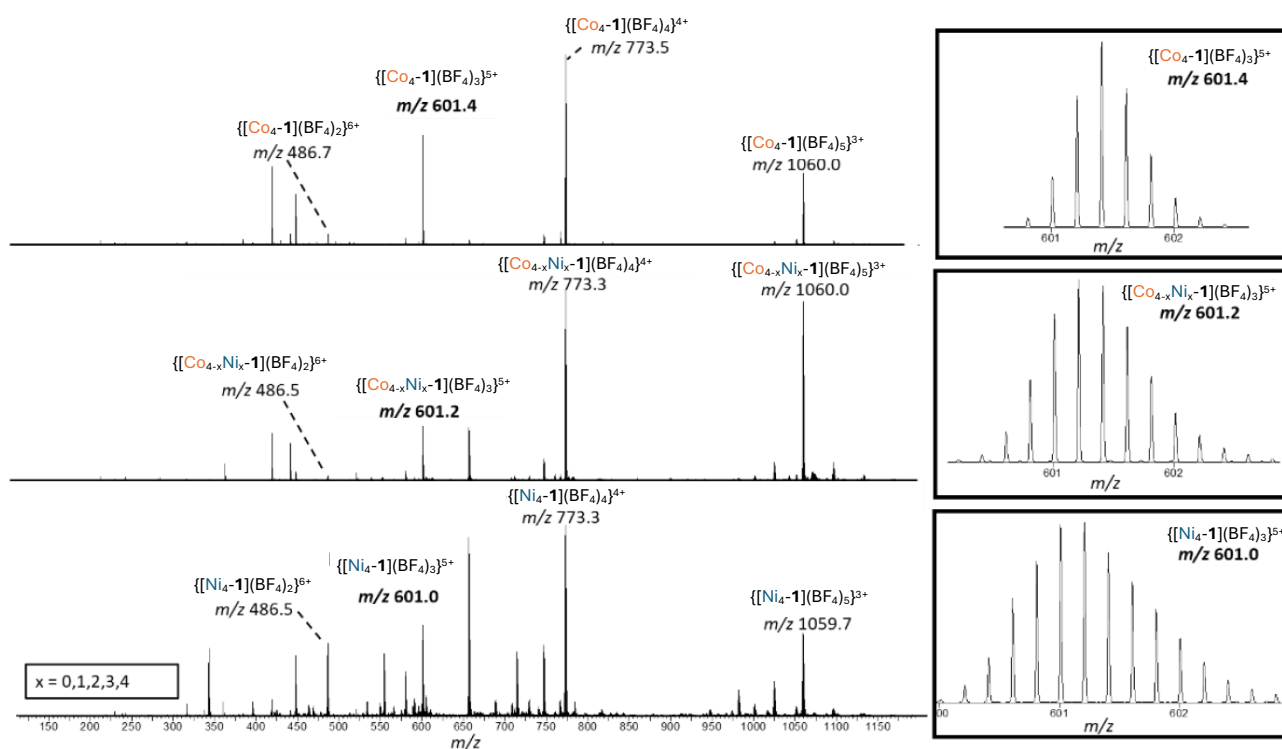 {[Co₄-1](BF₄)₄}⁴⁺
m/z 773.5
{[Co₄-1](BF₄)₃}⁵⁺
m/z 601.4
{[Co₄-1](BF₄)₂}⁶⁺
m/z 486.7
{[Co₄-1](BF₄)₅}³⁺
m/z 1060.0
{[Co₄₋ₓNiₓ-1](BF₄)₄}⁴⁺
m/z 773.3
{[Co₄₋ₓNiₓ-1](BF₄)₅}³⁺
m/z 1060.0
{[Co₄₋ₓNiₓ-1](BF₄)₂}⁶⁺
m/z 486.5
{[Co₄₋ₓNiₓ-1](BF₄)₃}⁵⁺
m/z 601.2
{[Ni₄-1](BF₄)₄}⁴⁺
m/z 773.3
{[Ni₄-1](BF₄)₃}⁵⁺
m/z 601.0
{[Ni₄-1](BF₄)₂}⁶⁺
m/z 486.5
{[Ni₄-1](BF₄)₅}³⁺
m/z 1059.7
x = 0,1,2,3,4
150 200 250 300 350 400 450 500 550 600 650 700 750 800 850 900 950 1000 1050 1100 1150
m/z
{[Co₄-1](BF₄)₃}⁵⁺
m/z 601.4
601 602
m/z
{[Co₄₋ₓNiₓ-1](BF₄)₃}⁵⁺
m/z 601.2
601 602
m/z
{[Ni₄-1](BF₄)₃}⁵⁺
m/z 601.0
00 601 602
m/z